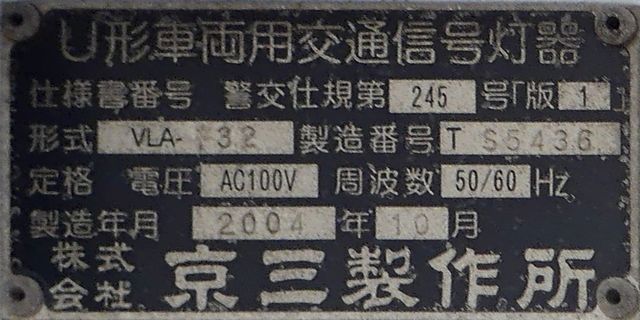 U形車両用交通信号灯器
仕様書番号 警交仕規第 245 号「版 1」
形式 VLA-332 製造番号 T S5436
定格 電圧 AC100V 周波数 50/60 Hz
製造年月 2004 年 10 月
株式会社 京三製作所